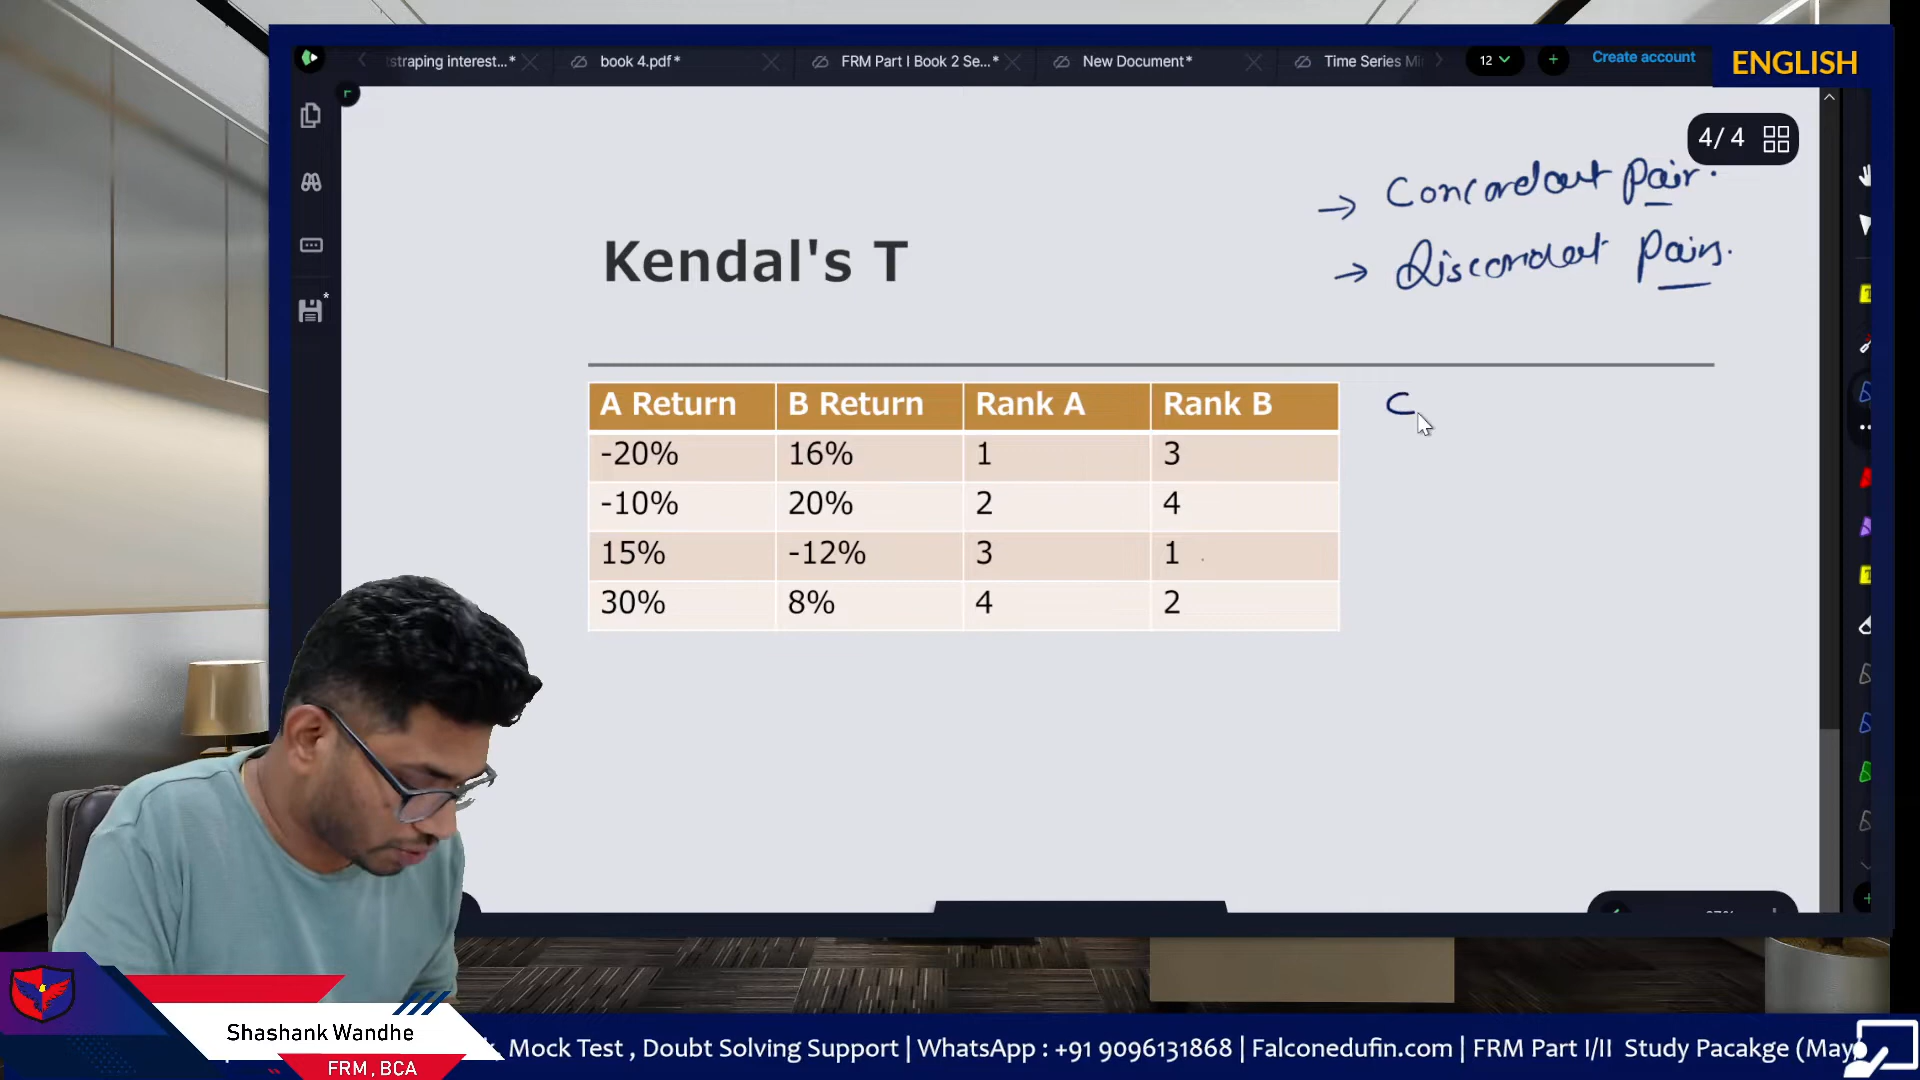 straping interest...*
book 4.pdf*
FRM Part I Book 2 Se...*
New Document*
Time Series Mi
12
Create account
ENGLISH
4/ 4
→ Concordant Pair.
→ Discordant Pairs.
Kendal's T
A Return B Return Rank A Rank B
C
-20% 16% 1 3
-10% 20% 2 4
15% -12% 3 1
30% 8% 4 2
Shashank Wandhe
FRM, BCA
Mock Test , Doubt Solving Support | WhatsApp : +91 9096131868 | Falconedufin.com | FRM Part I/II Study Pacakge (May